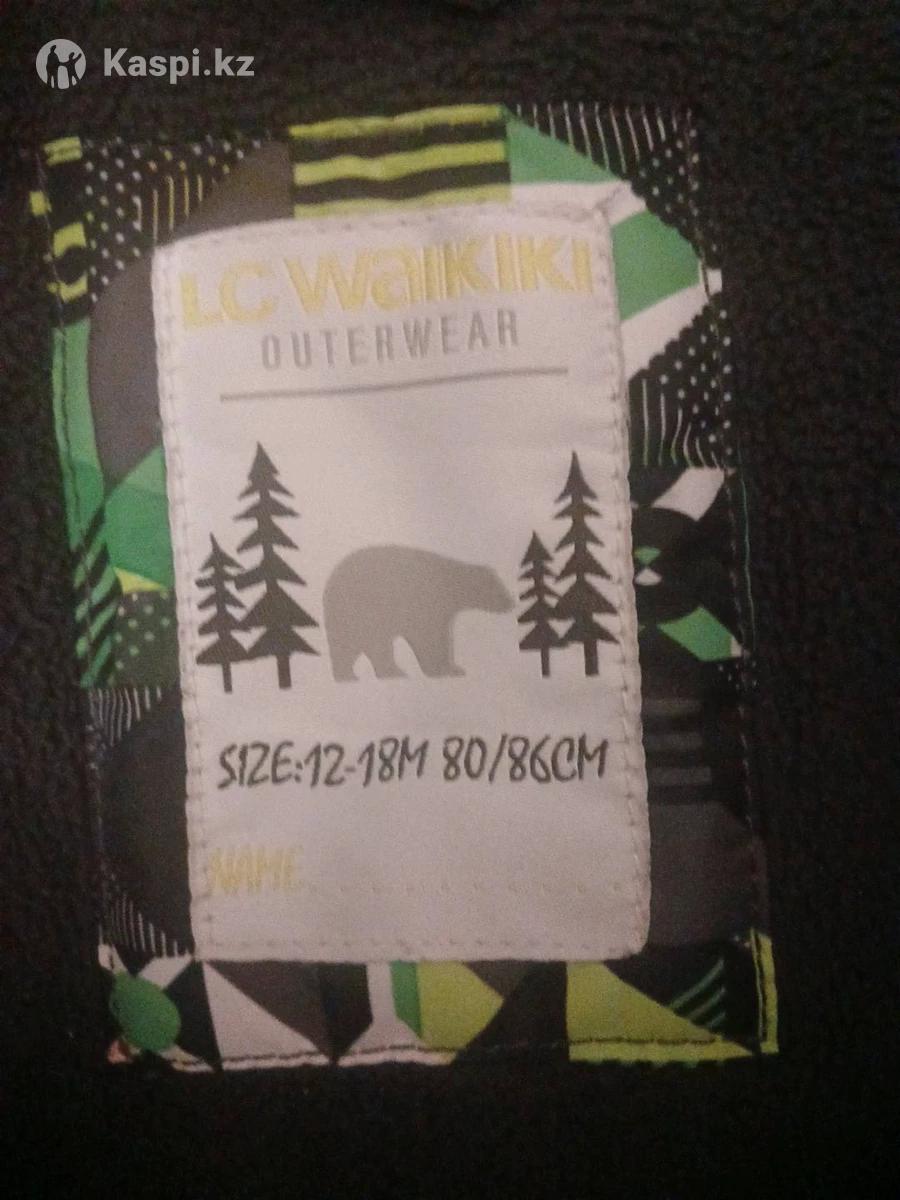 Kaspi.kz
LC WAIKIKI
OUTERWEAR
SIZE:12-18M 80/86CM
NAME............